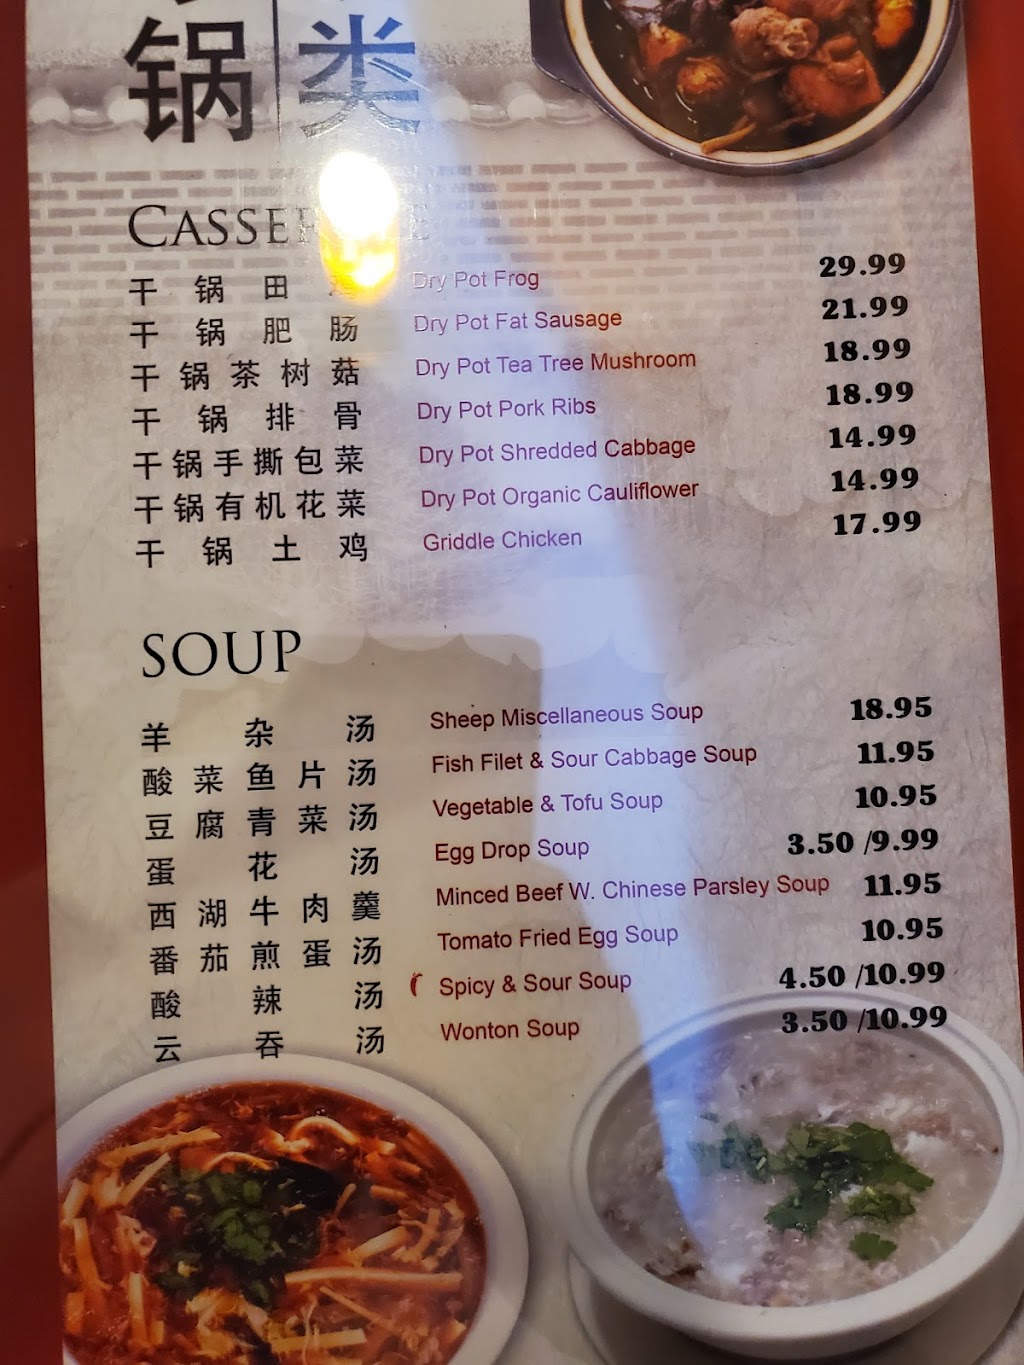 锅 类
CASSE
干锅田 Dry Pot Frog 29.99
干锅肥肠 Dry Pot Fat Sausage 21.99
干锅茶树菇 Dry Pot Tea Tree Mushroom 18.99
干锅排骨 Dry Pot Pork Ribs 18.99
干锅手撕包菜 Dry Pot Shredded Cabbage 14.99
干锅有机花菜 Dry Pot Organic Cauliflower 14.99
干锅土鸡 Griddle Chicken 17.99
SOUP
羊杂汤 Sheep Miscellaneous Soup 18.95
酸菜鱼片汤 Fish Filet & Sour Cabbage Soup 11.95
豆腐青菜汤 Vegetable & Tofu Soup 10.95
蛋花汤 Egg Drop Soup 3.50 /9.99
西湖牛肉羹 Minced Beef W. Chinese Parsley Soup 11.95
番茄煎蛋汤 Tomato Fried Egg Soup 10.95
酸辣汤 Spicy & Sour Soup 4.50 /10.99
云吞汤 Wonton Soup 3.50 /10.99